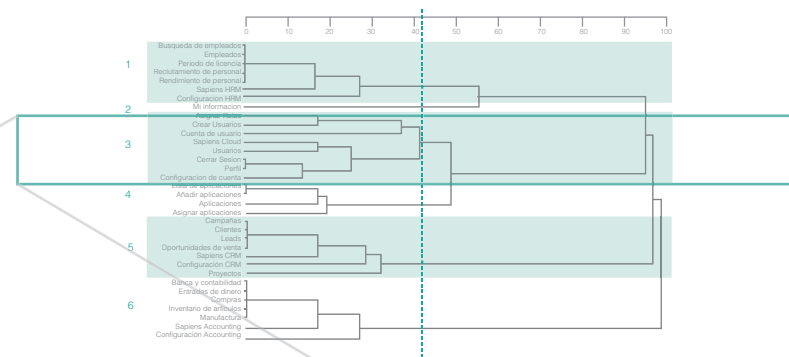 0 10 20 30 40 50 60 70 80 90 100
1
Busqueda de empleados
Empleados
Periodo de licencia
Reclutamiento de personal
Rendimiento de personal
Sapiens HRM
Configuracion HRM
2
Mi informacion
3
Asignar Roles
Crear Usuarios
Cuenta de usuario
Sapiens Cloud
Usuarios
Cerrar Sesion
Perfil
Configuracion de cuenta
4
Lista de aplicaciones
Añadir aplicaciones
Aplicaciones
Asignar aplicaciones
5
Campañas
Clientes
Leads
Oportunidades de venta
Sapiens CRM
Configuración CRM
Proyectos
6
Banca y contabilidad
Entradas de dinero
Compras
Inventario de artículos
Manufactura
Sapiens Accounting
Configuración Accounting